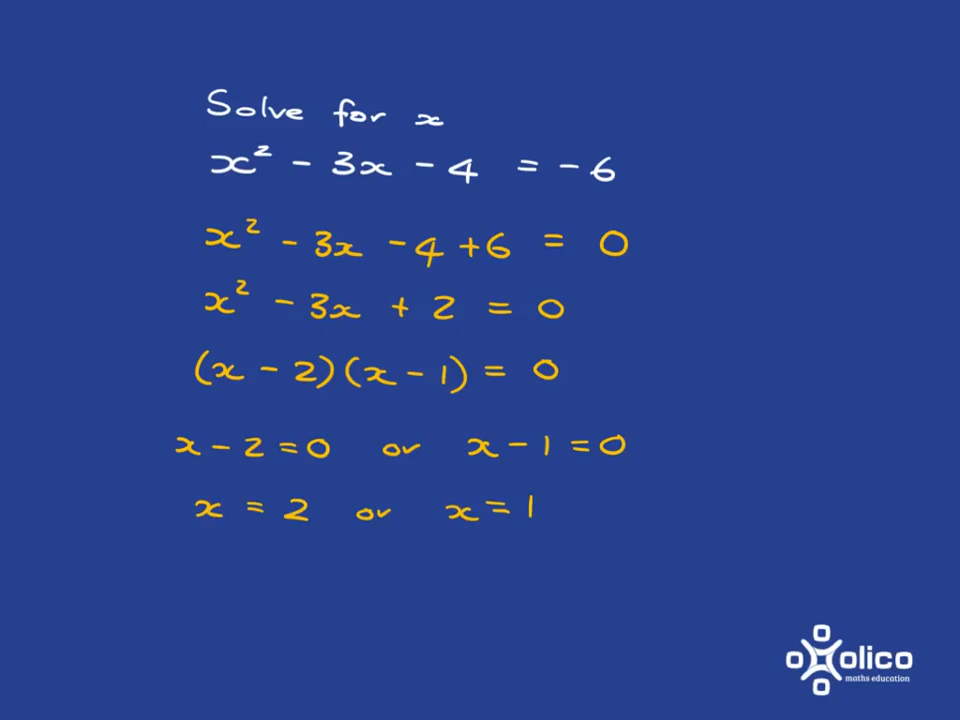 Solve for x
x² - 3x - 4 = - 6
x² - 3x - 4 + 6 = 0
x² - 3x + 2 = 0
(x - 2)(x - 1) = 0
x - 2 = 0 or x - 1 = 0
x = 2 or x = 1
olico
maths education